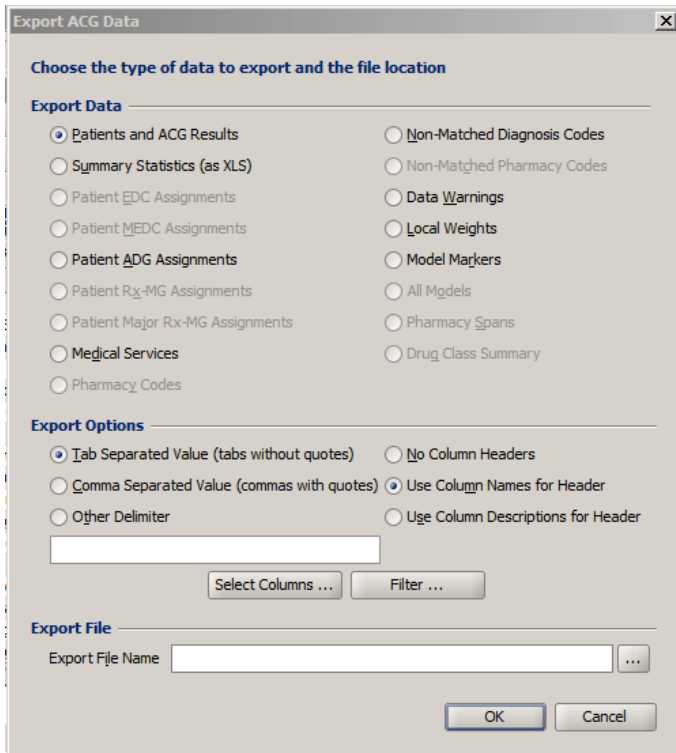 Export ACG Data
Choose the type of data to export and the file location
Export Data
Patients and ACG Results
Non-Matched Diagnosis Codes
Summary Statistics (as XLS)
Non-Matched Pharmacy Codes
Patient EDC Assignments
Data Warnings
Patient MEDC Assignments
Local Weights
Patient ADG Assignments
Model Markers
Patient Rx-MG Assignments
All Models
Patient Major Rx-MG Assignments
Pharmacy Spans
Medical Services
Drug Class Summary
Pharmacy Codes
Export Options
Tab Separated Value (tabs without quotes)
No Column Headers
Comma Separated Value (commas with quotes)
Use Column Names for Header
Other Delimiter
Use Column Descriptions for Header
Select Columns ...
Filter ...
Export File
Export File Name
...
OK
Cancel